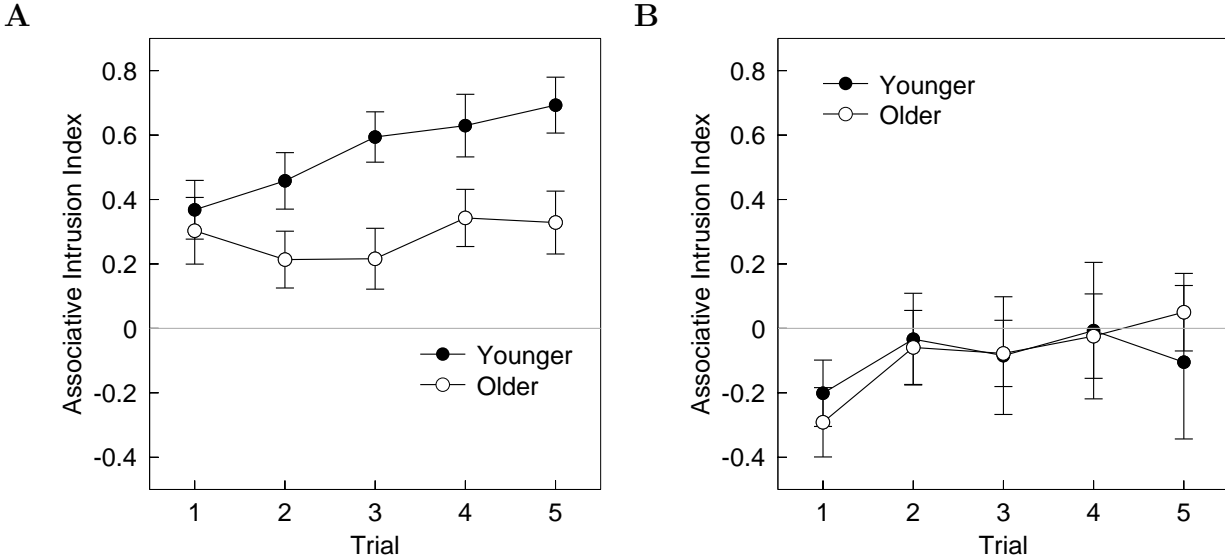 A
Associative Intrusion Index
0.8
0.6
0.4
0.2
0
-0.2
-0.4
Younger
Older
1 2 3 4 5
Trial
B
Associative Intrusion Index
0.8
0.6
0.4
0.2
0
-0.2
-0.4
Younger
Older
1 2 3 4 5
Trial